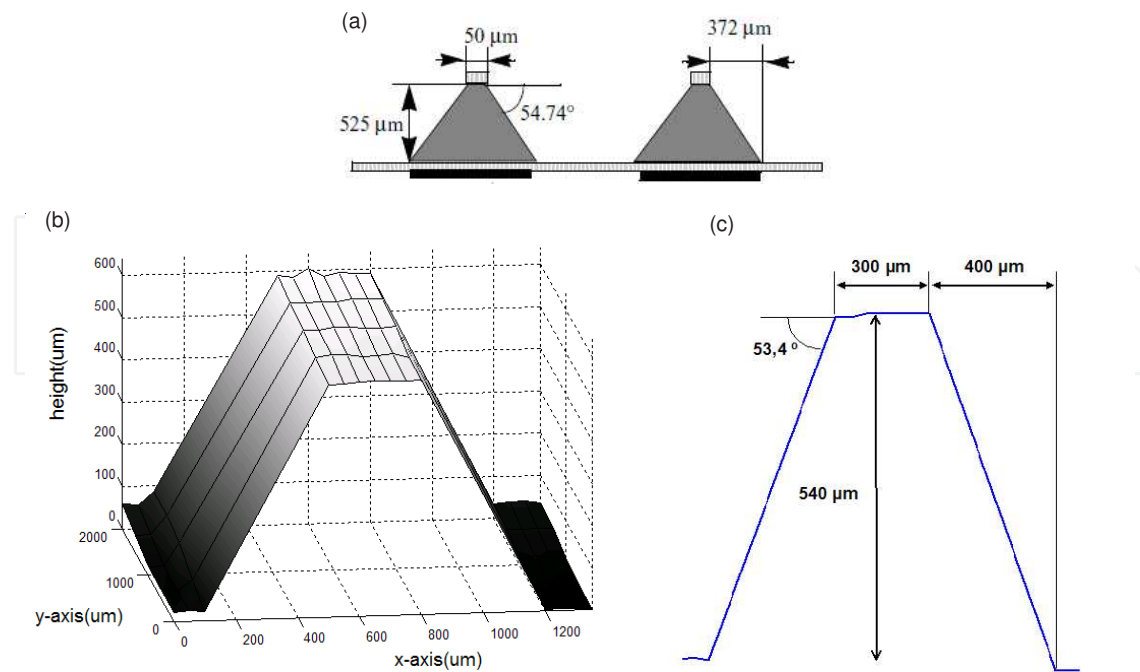 (a)
50 µm
372 µm
525 µm
54.74°
(b)
height(um)
600
500
400
300
200
100
0
2000
1000
0
y-axis(um)
0
200
400
600
800
1000
1200
x-axis(um)
(c)
300 µm
400 µm
53,4 º
540 µm